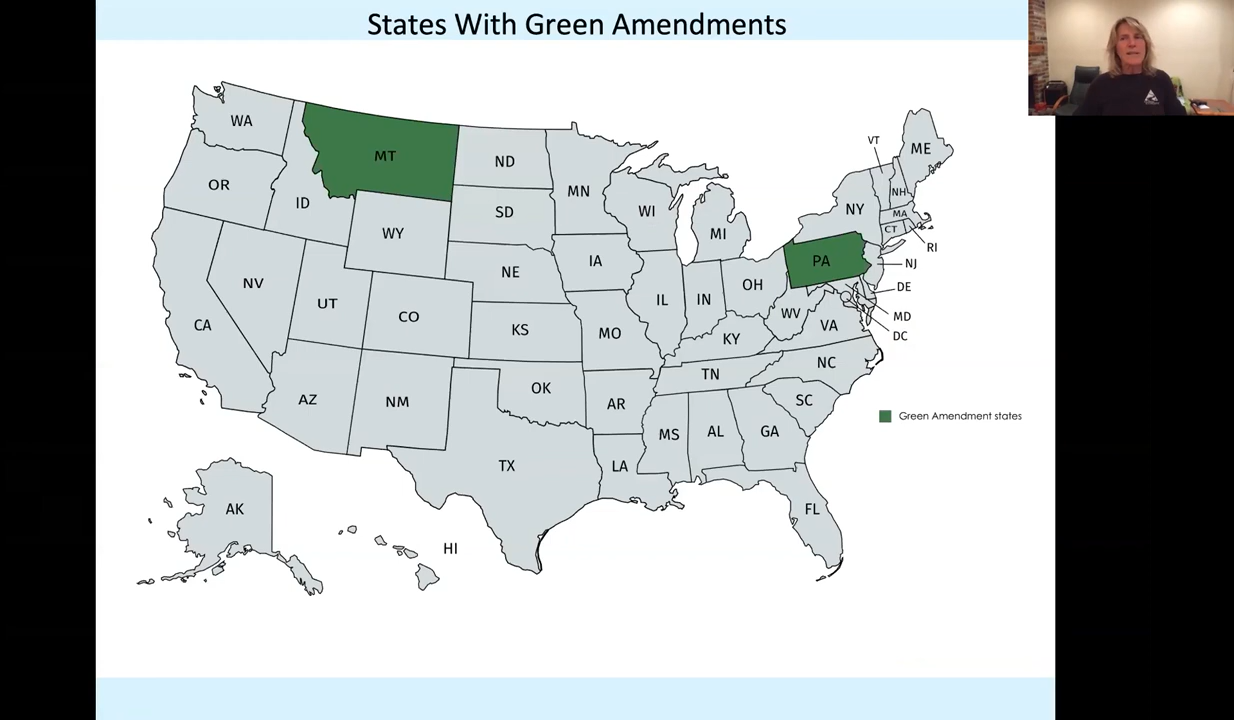 States With Green Amendments
WA
MT
ND
MN
VT
ME
OR
ID
SD
WI
MI
NY
NH
MA
CT
RI
WY
NE
IA
PA
NJ
NV
UT
CO
IL
IN
OH
DE
MD
DC
CA
KS
MO
WV
VA
KY
NC
AZ
NM
OK
AR
TN
SC
Green Amendment states
MS
AL
GA
TX
LA
AK
HI
FL